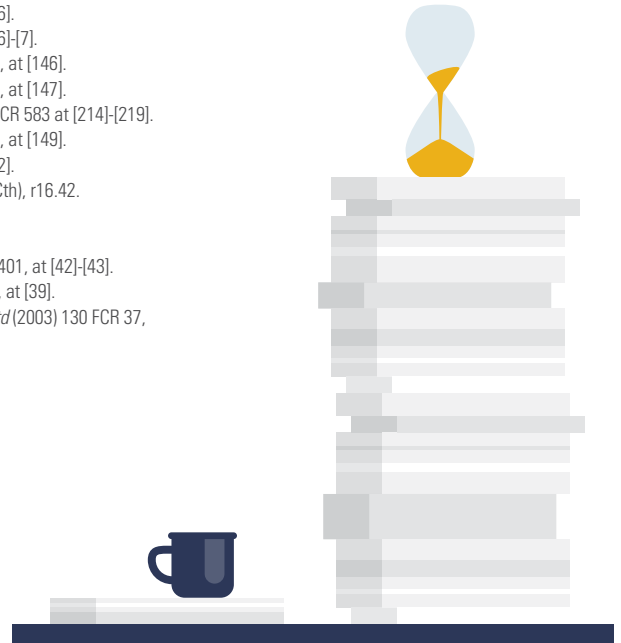 6].
6]-[7].
, at [146].
, at [147].
CR 583 at [214]-[219].
, at [149].
2].
Cth), r16.42.
401, at [42]-[43].
, at [39].
td (2003) 130 FCR 37,